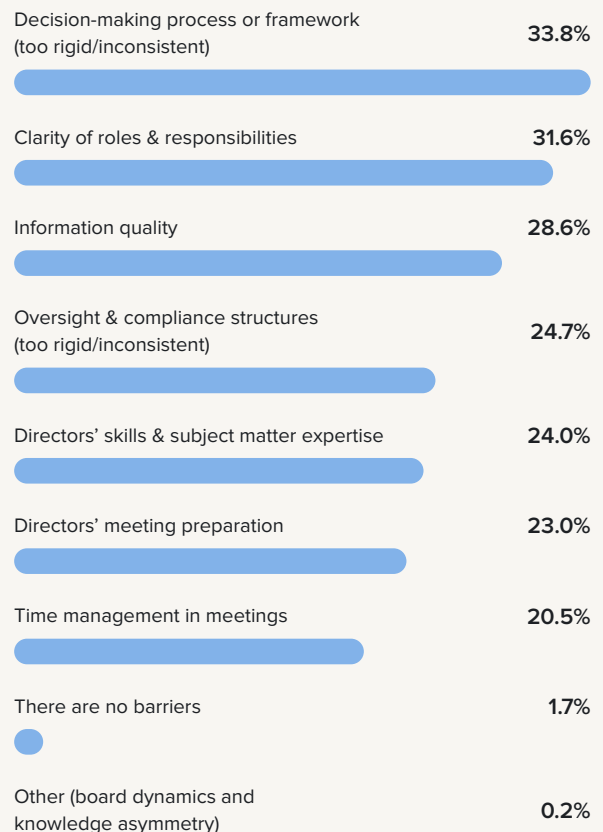 Decision-making process or framework
(too rigid/inconsistent)
33.8%
Clarity of roles & responsibilities
31.6%
Information quality
28.6%
Oversight & compliance structures
(too rigid/inconsistent)
24.7%
Directors’ skills & subject matter expertise
24.0%
Directors’ meeting preparation
23.0%
Time management in meetings
20.5%
There are no barriers
1.7%
Other (board dynamics and
knowledge asymmetry)
0.2%